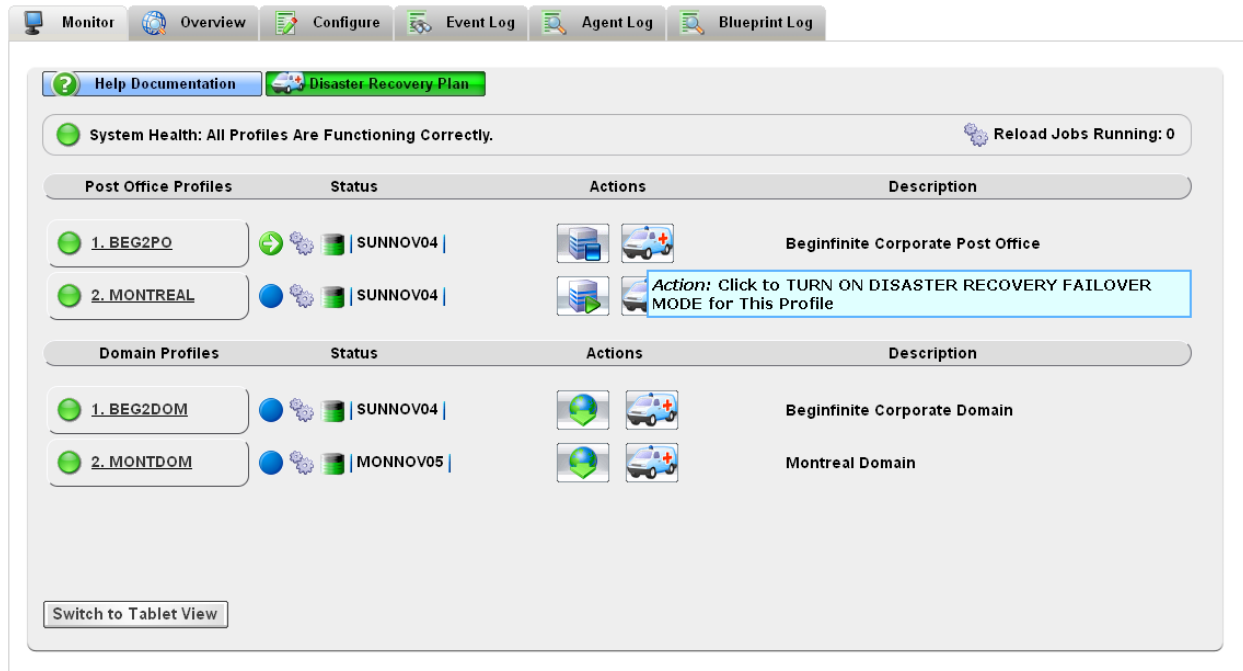 Monitor Overview Configure Event Log Agent Log Blueprint Log
Help Documentation Disaster Recovery Plan
System Health: All Profiles Are Functioning Correctly. Reload Jobs Running: 0
Post Office Profiles Status Actions Description
1. BEG2PO | SUNNOV04 | Beginfinite Corporate Post Office
2. MONTREAL | SUNNOV04 |
Action: Click to TURN ON DISASTER RECOVERY FAILOVER
MODE for This Profile
Domain Profiles Status Actions Description
1. BEG2DOM | SUNNOV04 | Beginfinite Corporate Domain
2. MONTDOM | MONNOV05 | Montreal Domain
Switch to Tablet View